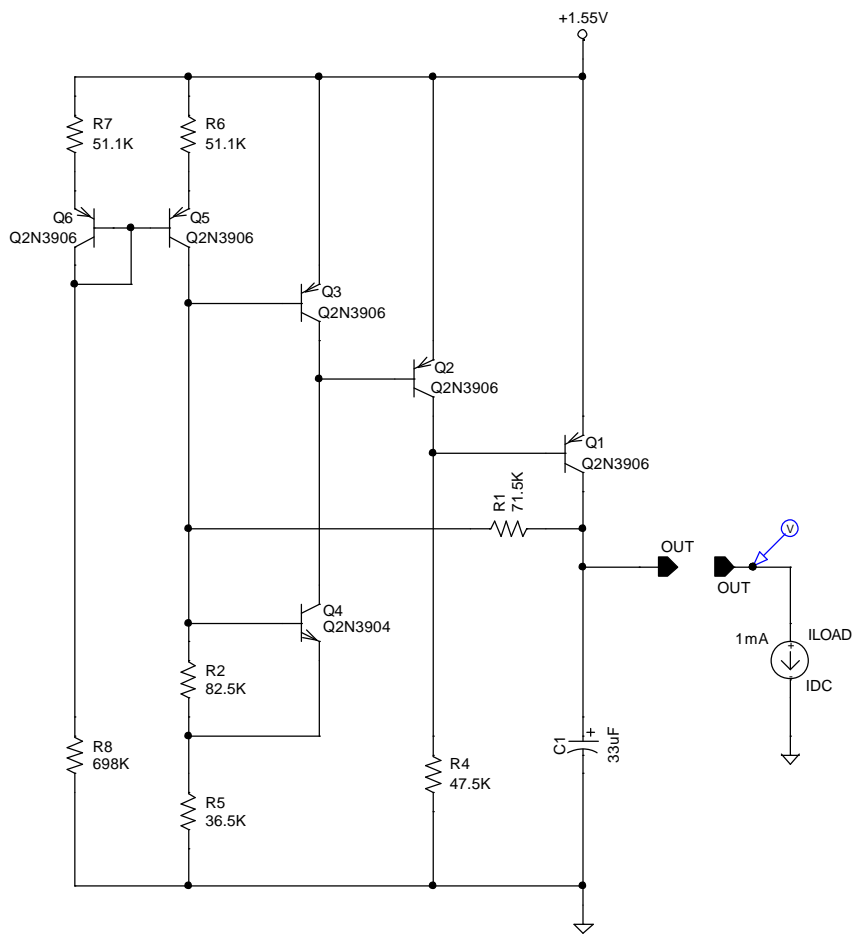 +1.55V
R7
51.1K
R6
51.1K
Q6
Q2N3906
Q5
Q2N3906
Q3
Q2N3906
Q2
Q2N3906
Q1
Q2N3906
R1
71.5K
V
OUT
OUT
Q4
Q2N3904
1mA
+
-
ILOAD
IDC
R2
82.5K
R8
698K
C1
+
33uF
R4
47.5K
R5
36.5K